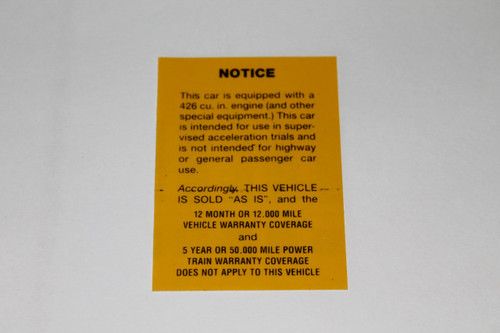 NOTICE
This car is equipped with a
426 cu. in. engine (and other
special equipment.) This car
is intended for use in super-
vised acceleration trials and
is not intended for highway
or general passenger car
use.
Accordingly, THIS VEHICLE
IS SOLD "AS IS", and the
12 MONTH OR 12.000 MILE
VEHICLE WARRANTY COVERAGE
and
5 YEAR OR 50.000 MILE POWER
TRAIN WARRANTY COVERAGE
DOES NOT APPLY TO THIS VEHICLE